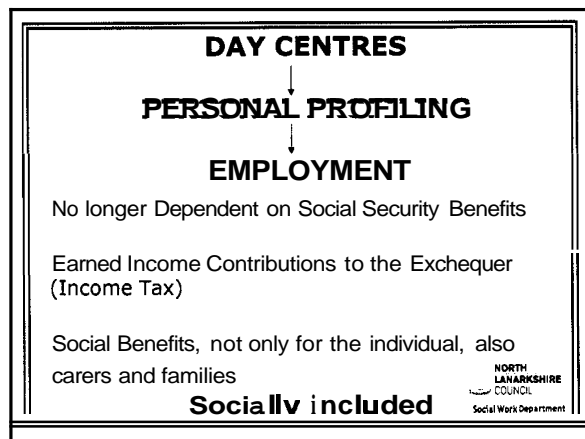 DAY CENTRES
PERSONAL PROFILING
EMPLOYMENT
No longer Dependent on Social Security Benefits
Earned Income Contributions to the Exchequer
(Income Tax)
Social Benefits, not only for the individual, also
carers and families
Socially included
NORTH
LANARKSHIRE
COUNCIL
Social Work Department